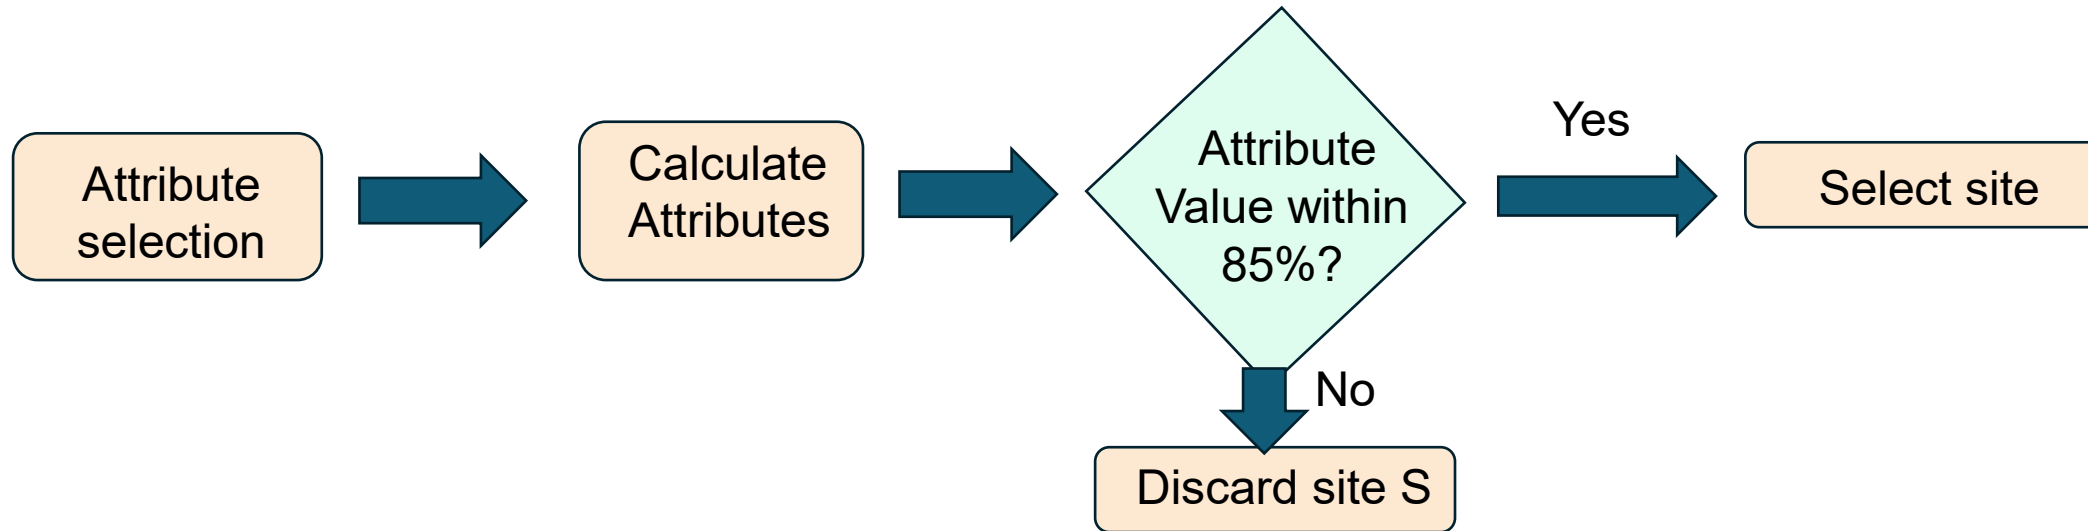 Attribute
selection
Calculate
Attributes
Attribute
Value within
85%?
Yes
Select site
No
Discard site S